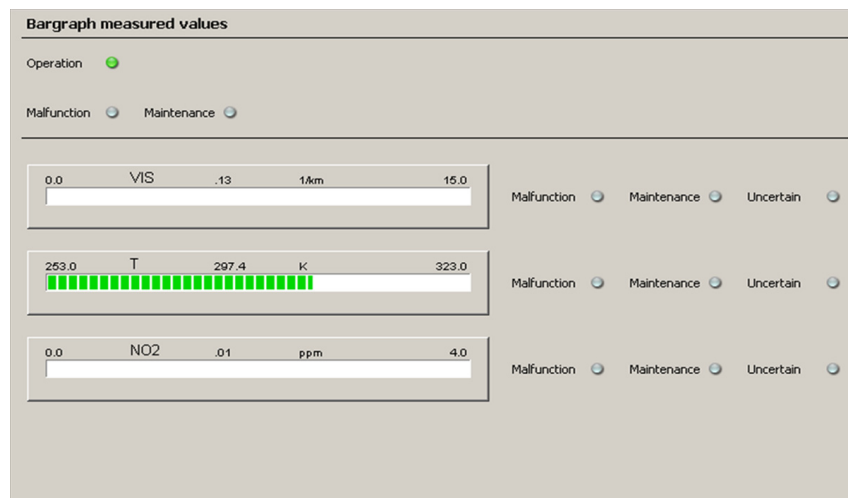 Bargraph measured values
Operation
Malfunction Maintenance
0.0 VIS .13 1/km 15.0
Malfunction Maintenance Uncertain
253.0 T 297.4 K 323.0
Malfunction Maintenance Uncertain
0.0 NO2 .01 ppm 4.0
Malfunction Maintenance Uncertain